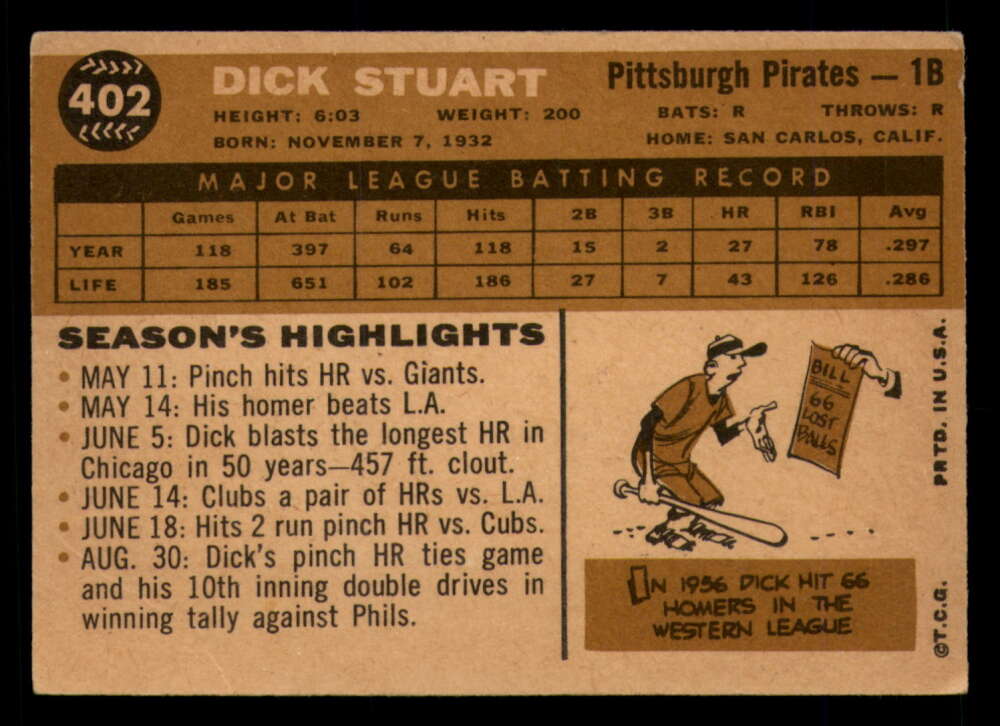 402
DICK STUART
Pittsburgh Pirates — 1B
HEIGHT: 6:03 WEIGHT: 200 BATS: R THROWS: R
BORN: NOVEMBER 7, 1932 HOME: SAN CARLOS, CALIF.
MAJOR LEAGUE BATTING RECORD
Games At Bat Runs Hits 2B 3B HR RBI Avg
YEAR 118 397 64 118 15 2 27 78 .297
LIFE 185 651 102 186 27 7 43 126 .286
SEASON'S HIGHLIGHTS
• MAY 11: Pinch hits HR vs. Giants.
• MAY 14: His homer beats L.A.
• JUNE 5: Dick blasts the longest HR in
Chicago in 50 years—457 ft. clout.
• JUNE 14: Clubs a pair of HRs vs. L.A.
• JUNE 18: Hits 2 run pinch HR vs. Cubs.
• AUG. 30: Dick's pinch HR ties game
and his 10th inning double drives in
winning tally against Phils.
BILL
66
LOST
BALLS
IN 1956 DICK HIT 66
HOMERS IN THE
WESTERN LEAGUE
PRTD. IN U.S.A.
©T.C.G.